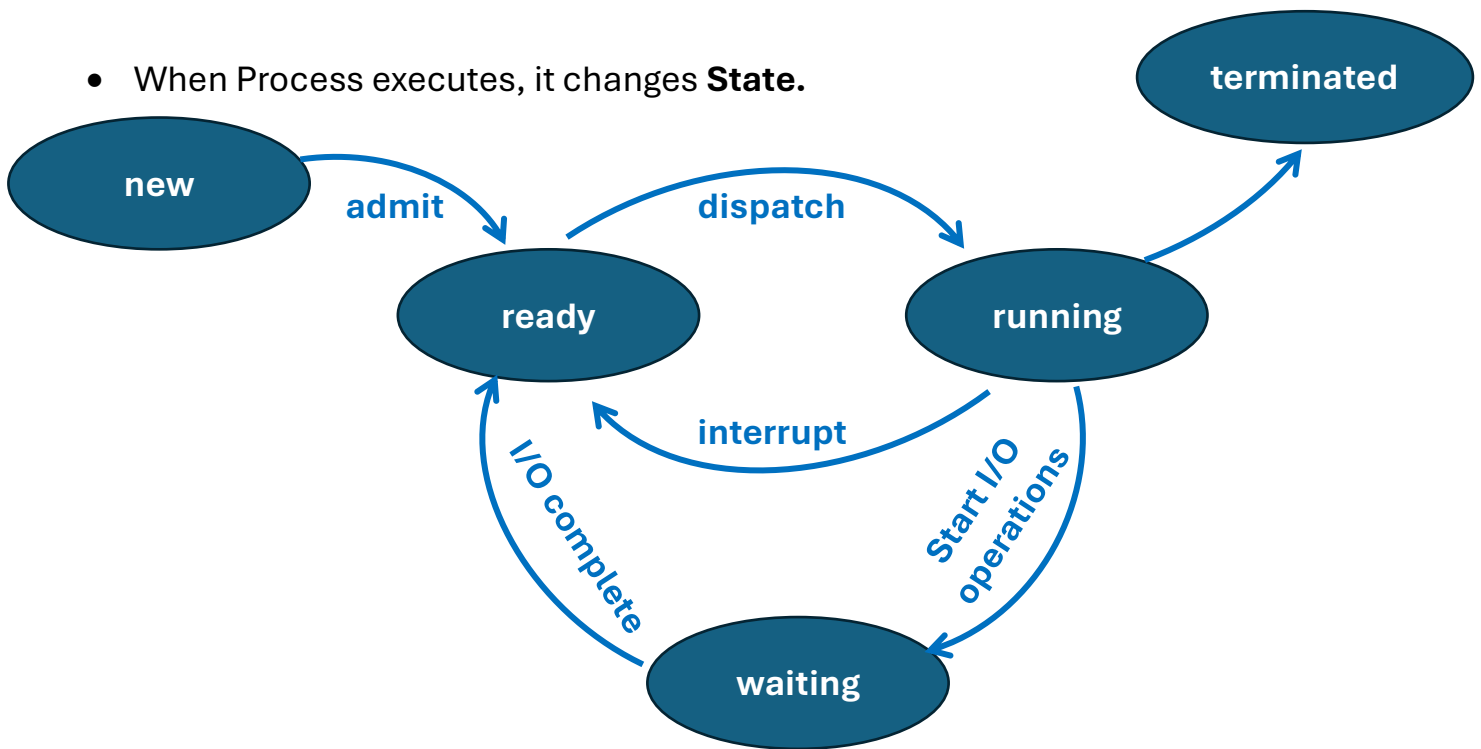 • When Process executes, it changes State.
terminated
new
admit
dispatch
ready
running
interrupt
I/O complete
Start I/O
operations
waiting